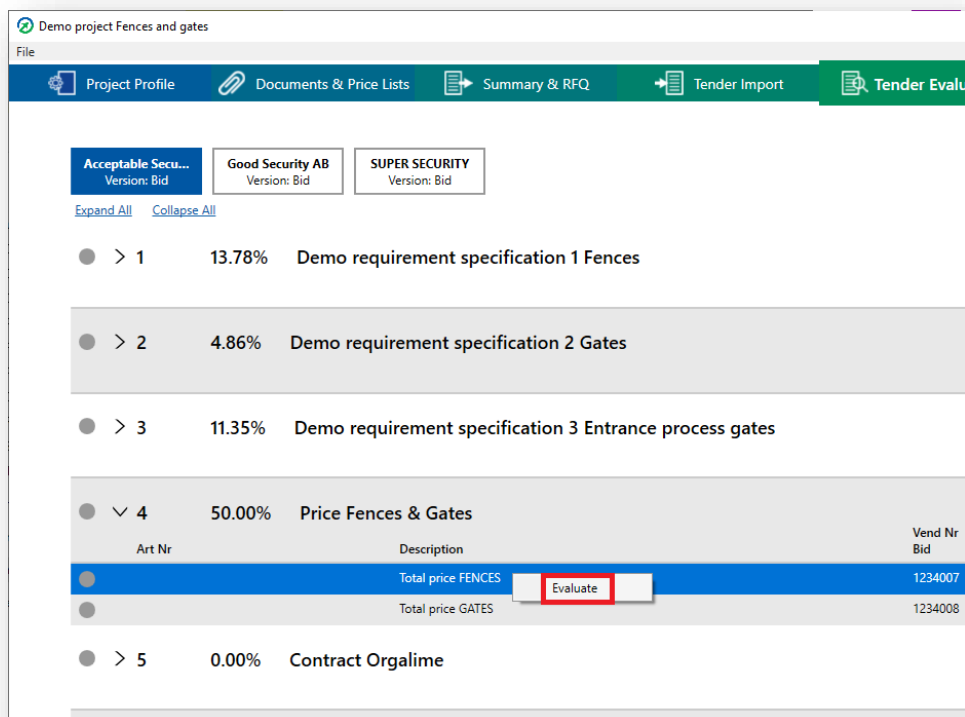 Demo project Fences and gates
File
Project Profile Documents & Price Lists Summary & RFQ Tender Import Tender Evalu
Acceptable Secu... Good Security AB SUPER SECURITY
Version: Bid Version: Bid Version: Bid
Expand All Collapse All
1 13.78% Demo requirement specification 1 Fences
2 4.86% Demo requirement specification 2 Gates
3 11.35% Demo requirement specification 3 Entrance process gates
4 50.00% Price Fences & Gates
Vend Nr
Art Nr Description Bid
Total price FENCES Evaluate 1234007
Total price GATES 1234008
5 0.00% Contract Orgalime